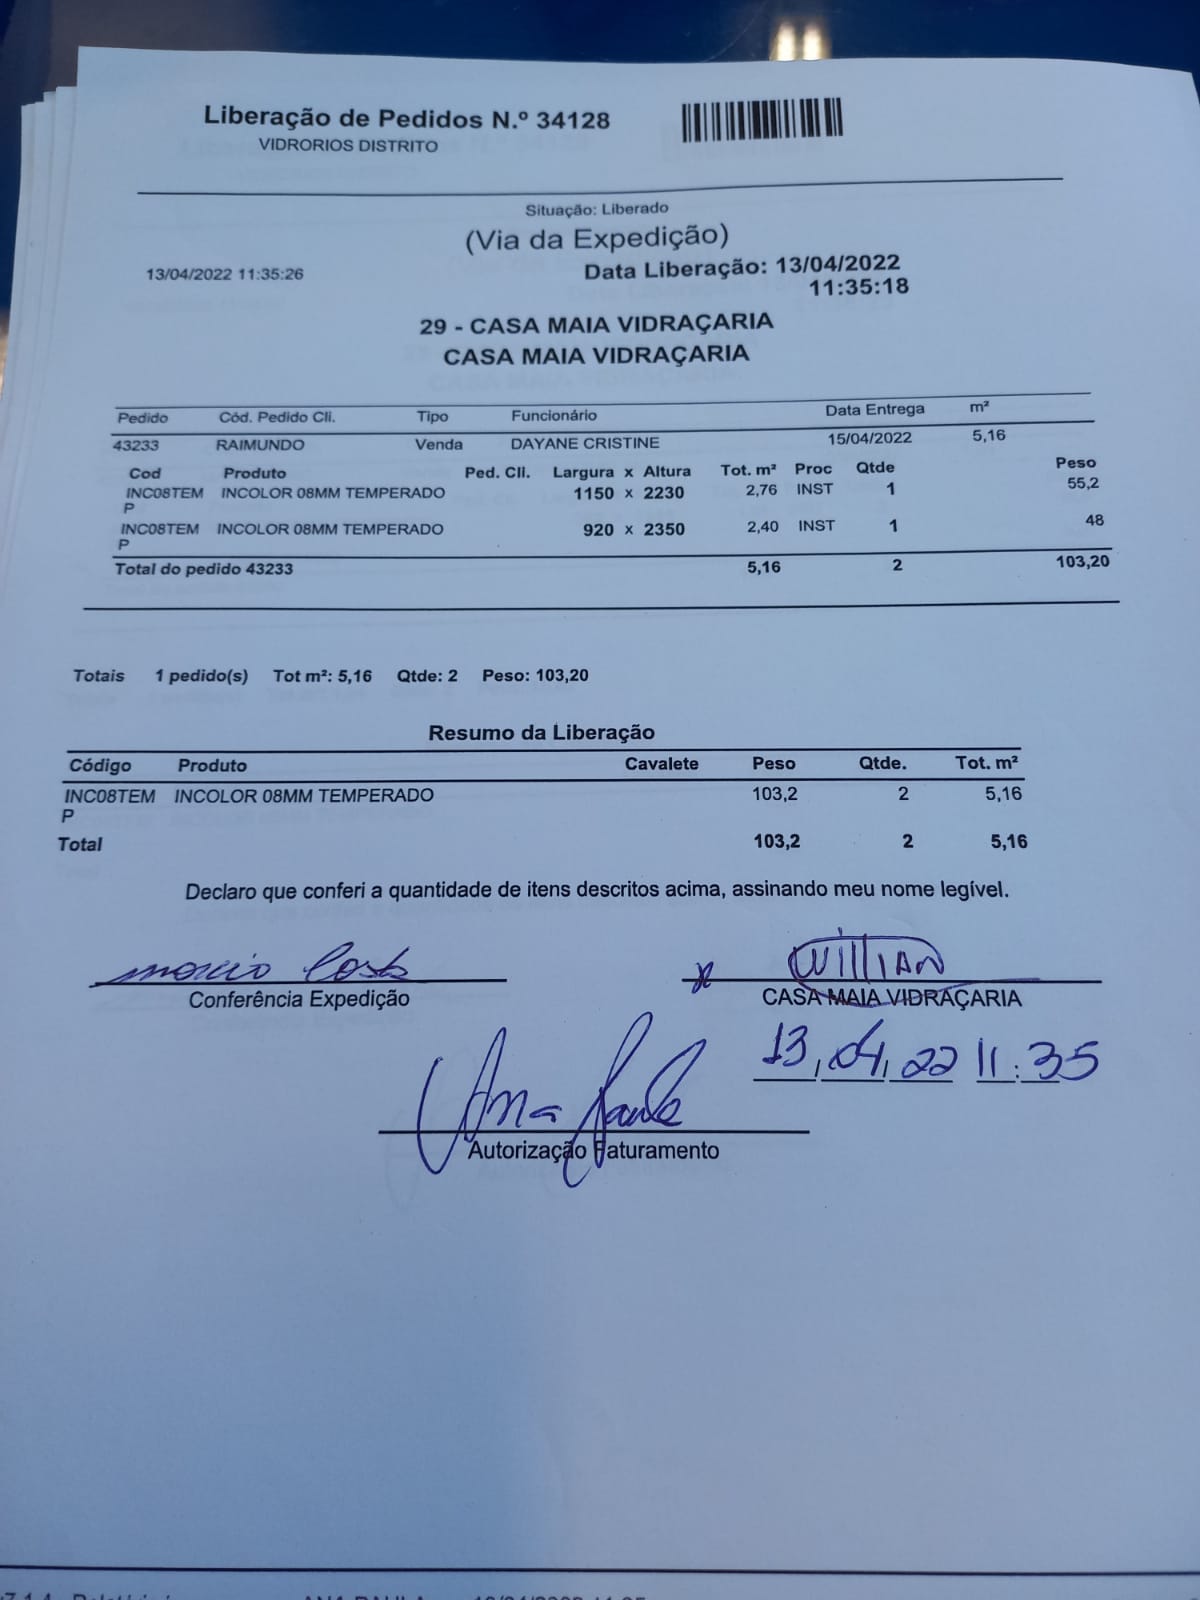 Liberação de Pedidos N.º 34128
VIDRORIOS DISTRITO
Situação: Liberado
(Via da Expedição)
13/04/2022 11:35:26
Data Liberação: 13/04/2022
11:35:18
29 - CASA MAIA VIDRAÇARIA
CASA MAIA VIDRAÇARIA
Pedido Cód. Pedido Cli. Tipo Funcionário Data Entrega m²
43233 RAIMUNDO Venda DAYANE CRISTINE 15/04/2022 5,16
Cod Produto Ped. Cli. Largura x Altura Tot. m² Proc Qtde Peso
INC08TEM INCOLOR 08MM TEMPERADO 1150 x 2230 2,76 INST 1 55,2
P
INC08TEM INCOLOR 08MM TEMPERADO 920 x 2350 2,40 INST 1 48
P
Total do pedido 43233 5,16 2 103,20
Totais 1 pedido(s) Tot m²: 5,16 Qtde: 2 Peso: 103,20
Resumo da Liberação
Código Produto Cavalete Peso Qtde. Tot. m²
INC08TEM INCOLOR 08MM TEMPERADO 103,2 2 5,16
P
Total 103,2 2 5,16
Declaro que conferi a quantidade de itens descritos acima, assinando meu nome legível.
marcio Costa
WILLIAN
Conferência Expedição
CASA MAIA VIDRAÇARIA
13,04,22 11:35
Ana Paula
Autorização Faturamento